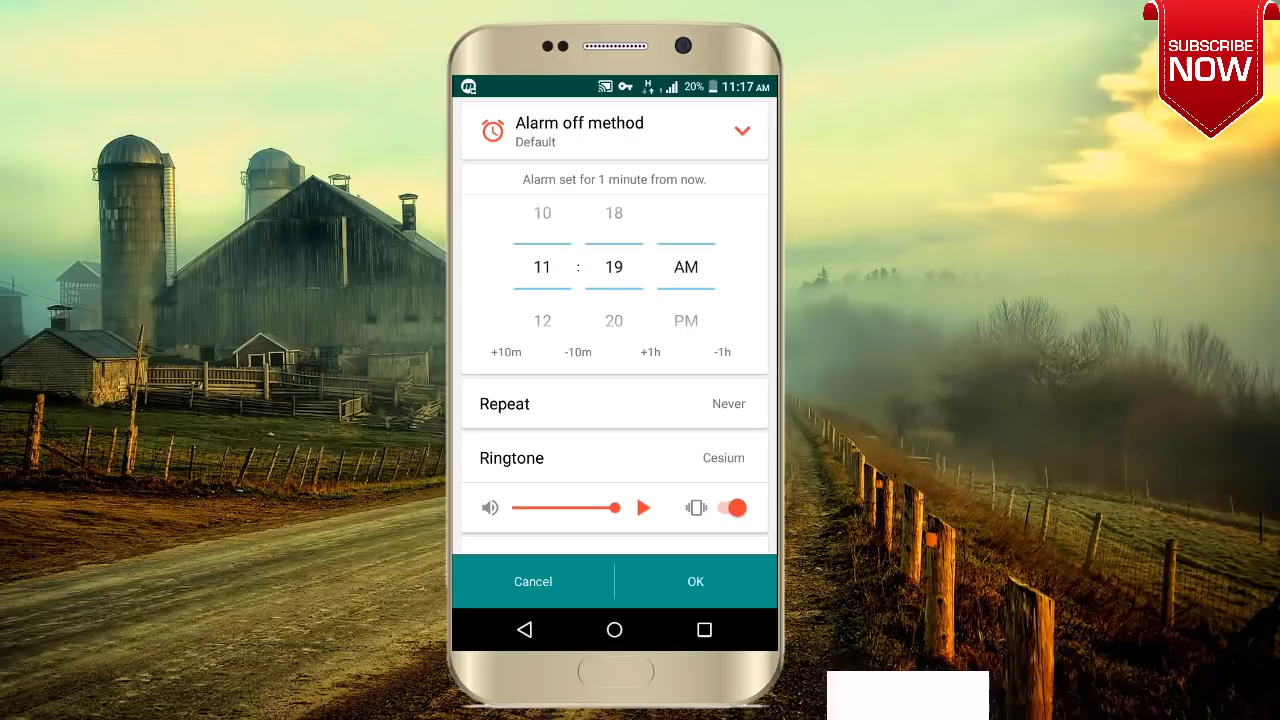 SUBSCRIBE
NOW
H
20%
11:17 AM
Alarm off method
Default
Alarm set for 1 minute from now.
10 18
11 : 19 AM
12 20 PM
+10m -10m +1h -1h
Repeat Never
Ringtone Cesium
Cancel OK